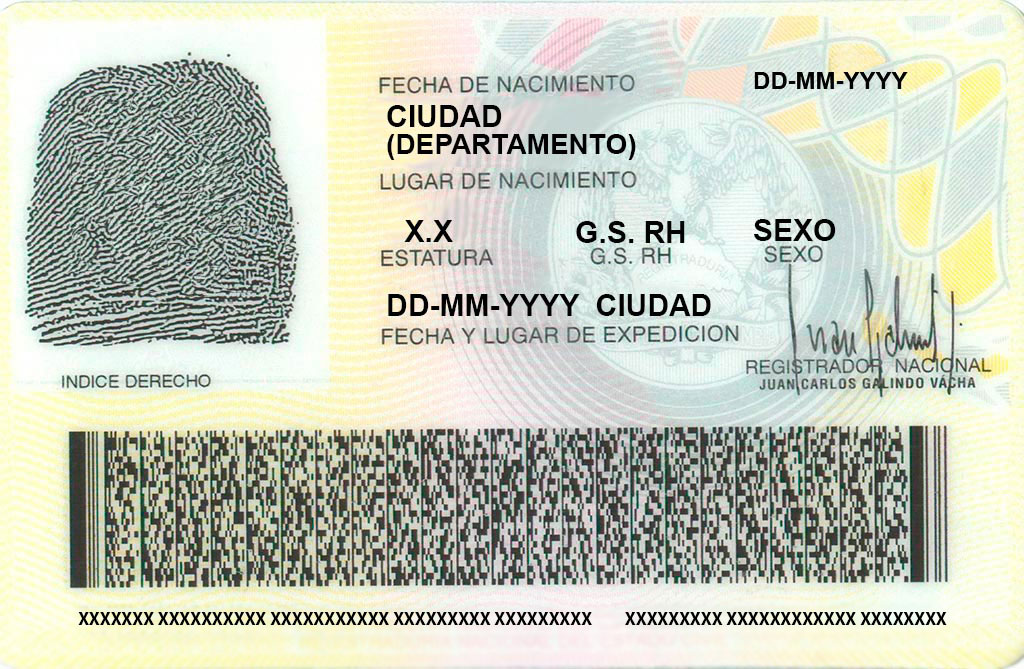 FECHA DE NACIMIENTO DD-MM-YYYY
CIUDAD
(DEPARTAMENTO)
LUGAR DE NACIMIENTO
X.X G.S. RH SEXO
ESTATURA G.S. RH SEXO
DD-MM-YYYY CIUDAD
FECHA Y LUGAR DE EXPEDICION
REGISTRADOR NACIONAL
JUAN CARLOS GALINDO VACHA
INDICE DERECHO
XXXXXXX XXXXXXXXXX XXXXXXXXXXX XXXXXXXXX XXXXXXXXX XXXXXXXXX XXXXXXXXXXXX XXXXXXXX